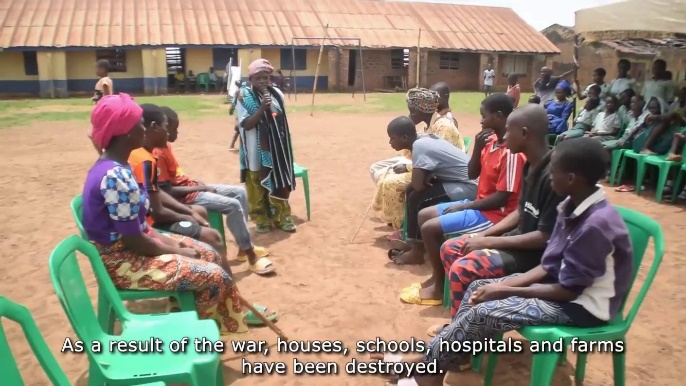 As a result of the war, houses, schools, hospitals and farms
have been destroyed.